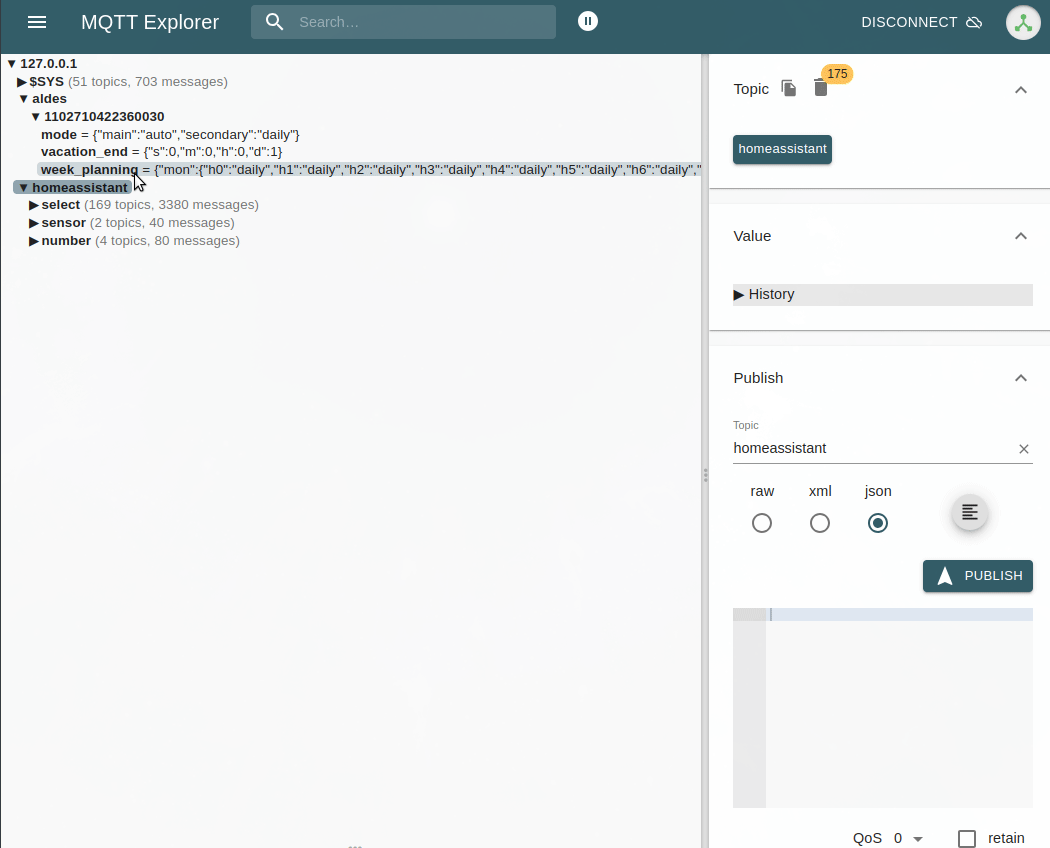 MQTT Explorer
Search…
DISCONNECT
▼ 127.0.0.1
▶ $SYS (51 topics, 703 messages)
▼ aldes
▼ 1102710422360030
mode = {"main":"auto","secondary":"daily"}
vacation_end = {"s":0,"m":0,"h":0,"d":1}
week_planning = {"mon":{"h0":"daily","h1":"daily","h2":"daily","h3":"daily","h4":"daily","h5":"daily","h6":"daily","
▼ homeassistant
▶ select (169 topics, 3380 messages)
▶ sensor (2 topics, 40 messages)
▶ number (4 topics, 80 messages)
Topic
175
homeassistant
Value
▶ History
Publish
Topic
homeassistant
raw xml json
PUBLISH
QoS 0 retain